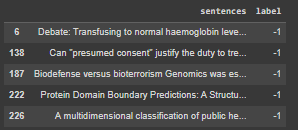 sentences label
6 Debate: Transfusing to normal haemoglobin leve... -1
138 Can "presumed consent" justify the duty to tre... -1
187 Biodefense versus bioterrorism Genomics was es... -1
222 Protein Domain Boundary Predictions: A Structu... -1
226 A multidimensional classification of public he... -1